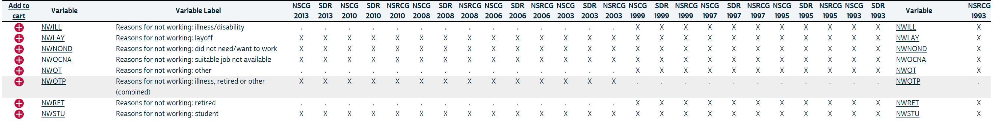 Add to cart Variable Variable Label NSCG 2013 SDR 2013 NSCG 2010 SDR 2010 NSRCG 2010 NSCG 2008 SDR 2008 NSRCG 2008 NSCG 2006 SDR 2006 NSRCG 2006 NSCG 2003 SDR 2003 NSRCG 2003 NSCG 1999 SDR 1999 NSRCG 1999 NSCG 1997 SDR 1997 NSRCG 1997 NSCG 1995 SDR 1995 NSRCG 1995 NSCG 1993 SDR 1993 Variable NSRCG 1993
NWILL Reasons for not working: illness/disability . . . . . . . . . . . . . . X X X X X X X X X X X NWILL X
NWLAY Reasons for not working: layoff X X X X X X X X X X X X X X X X X X X X X X X X X NWLAY X
NWNOND Reasons for not working: did not need/want to work X X X X X X X X X X X X X X X X X X X X X X X X X NWNOND X
NWOCNA Reasons for not working: suitable job not available X X X X X X X X X X X X X X X X X X X X X X X X X NWOCNA X
NWOT Reasons for not working: other . . . . . . . . . . . . . . X X X X X X X X X X X NWOT X
NWOTP Reasons for not working: illness, retired or other X X X X X X X X X X X X X X . . . . . . . . . . . NWOTP .
(combined)
NWRET Reasons for not working: retired . . . . . . . . . . . . . . X X X X X X X X X X X NWRET X
NWSTU Reasons for not working: student X X X X X X X X X X X X X X X X X X X X X X X X X NWSTU X